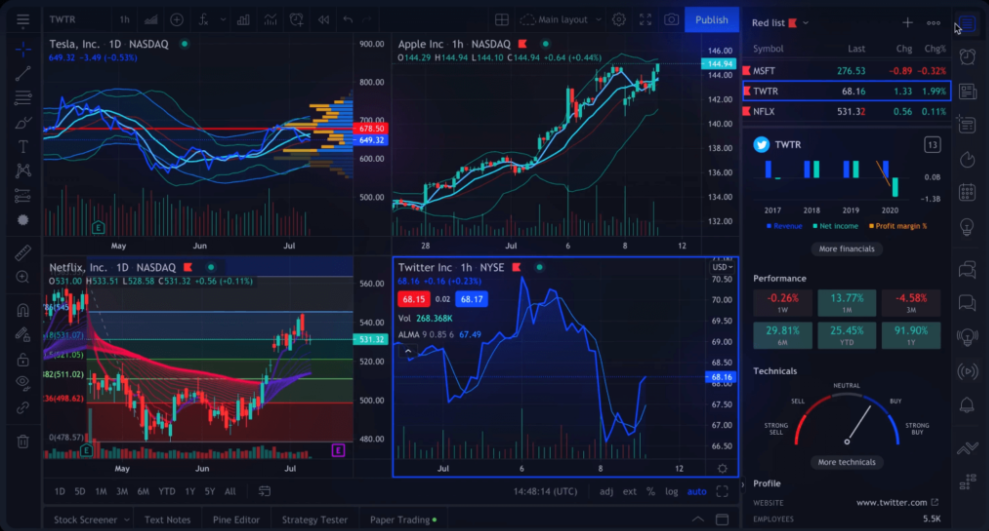 TWTR 1h Main layout Publish
Tesla, Inc. 1D NASDAQ
649.32 -3.49 (-0.53%)
900.00
800.00
700.00
678.50
649.32
600.00
500.00
May Jun Jul
E
Apple Inc 1h NASDAQ
O144.29 H144.94 L144.10 C144.94 +0.64 (+0.44%)
146.00
144.94
142.00
140.00
138.00
136.00
134.00
132.00
28 Jul 6 8 12
Netflix, Inc. 1D NASDAQ
O531.00 H533.51 L528.58 C531.32 +0.56 (+0.11%)
560.00
540.00
531.32
520.00
500.00
480.00
(511.02)
(498.62)
(478.57)
E E
May Jun Jul
Twitter Inc 1h NYSE
68.16 +0.16 (+0.23%)
68.15 0.02 68.17
Vol 268.368K
ALMA 9 0.85 6 67.49
USD
70.50
70.00
69.50
69.00
68.50
68.16
67.50
67.00
66.50
Jul 6 8 12
1D 5D 1M 3M 6M YTD 1Y 5Y All
14:48:14 (UTC) adj ext % log auto
Stock Screener Text Notes Pine Editor Strategy Tester Paper Trading
Red list
Symbol Last Chg Chg%
MSFT 276.53 -0.89 -0.32%
TWTR 68.16 1.33 1.99%
NFLX 531.32 0.56 0.11%
TWTR 13
0.0B
-1.3B
2017 2018 2019 2020
Revenue Net income Profit margin %
More financials
Performance
-0.26% 13.77% -4.58%
1W 1M 3M
29.81% 25.45% 91.90%
6M YTD 1Y
Technicals
NEUTRAL
SELL BUY
STRONG SELL STRONG BUY
More technicals
Profile
WEBSITE www.twitter.com
EMPLOYEES 5.5K